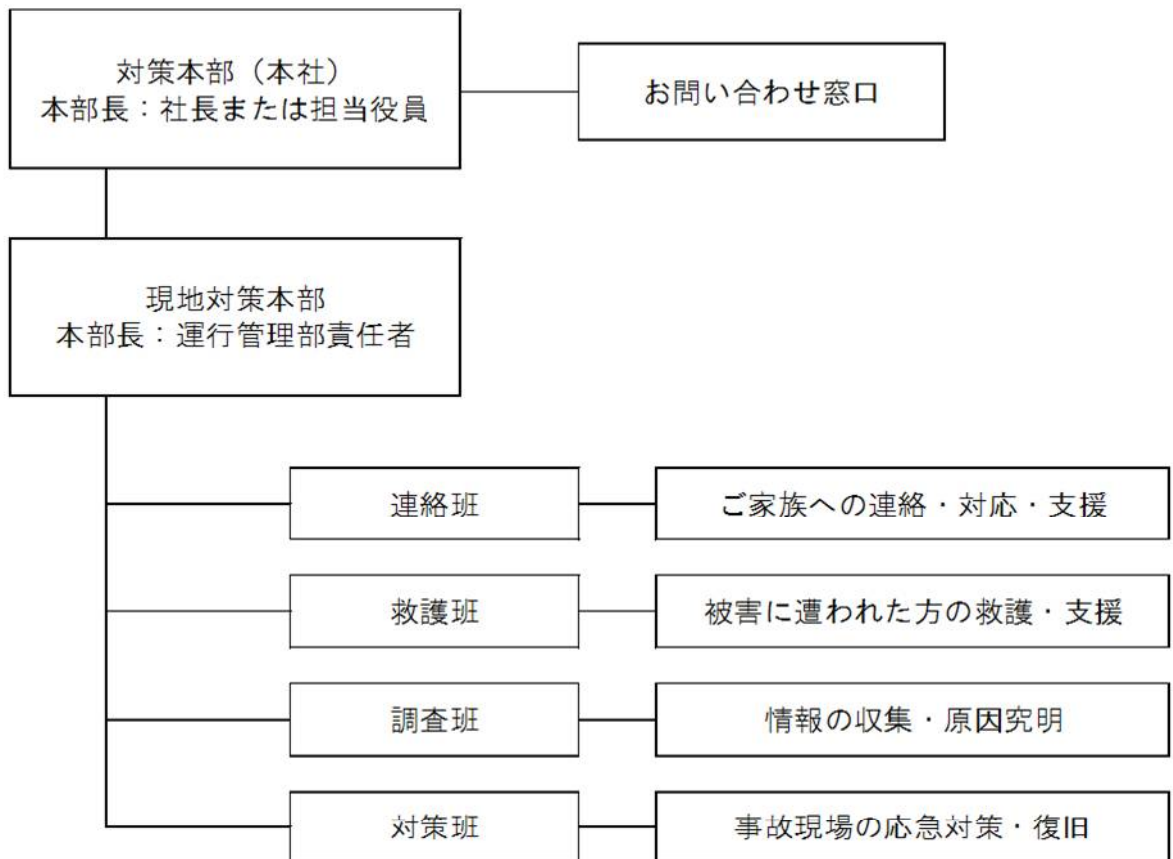 対策本部（本社）
本部長：社長または担当役員
お問い合わせ窓口
現地対策本部
本部長：運行管理部責任者
連絡班
ご家族への連絡・対応・支援
救護班
被害に遭われた方の救護・支援
調査班
情報の収集・原因究明
対策班
事故現場の応急対策・復旧